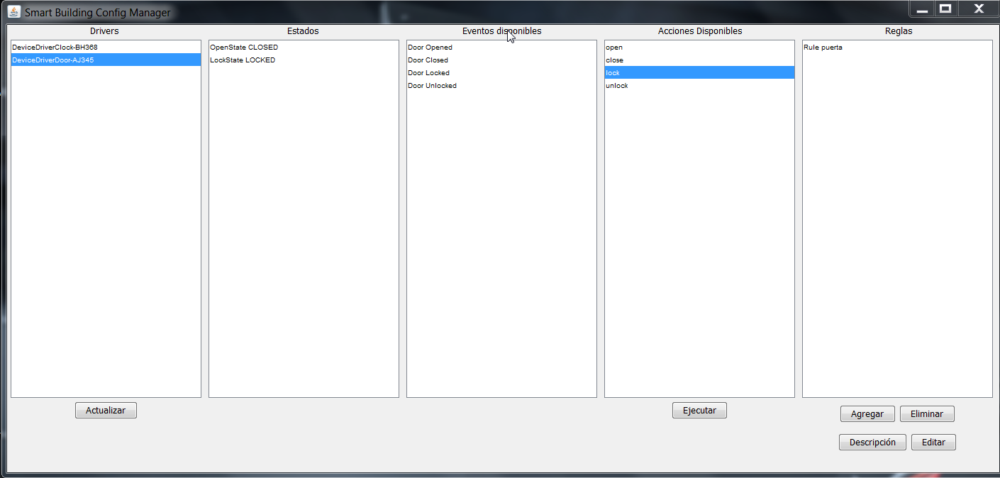 Smart Building Config Manager
Drivers
Estados
Eventos disponibles
Acciones Disponibles
Reglas
DeviceDriverClock-BH368
DeviceDriverDoor-AJ345
OpenState CLOSED
LockState LOCKED
Door Opened
Door Closed
Door Locked
Door Unlocked
open
close
lock
unlock
Rule puerta
Actualizar
Ejecutar
Agregar
Eliminar
Descripción
Editar